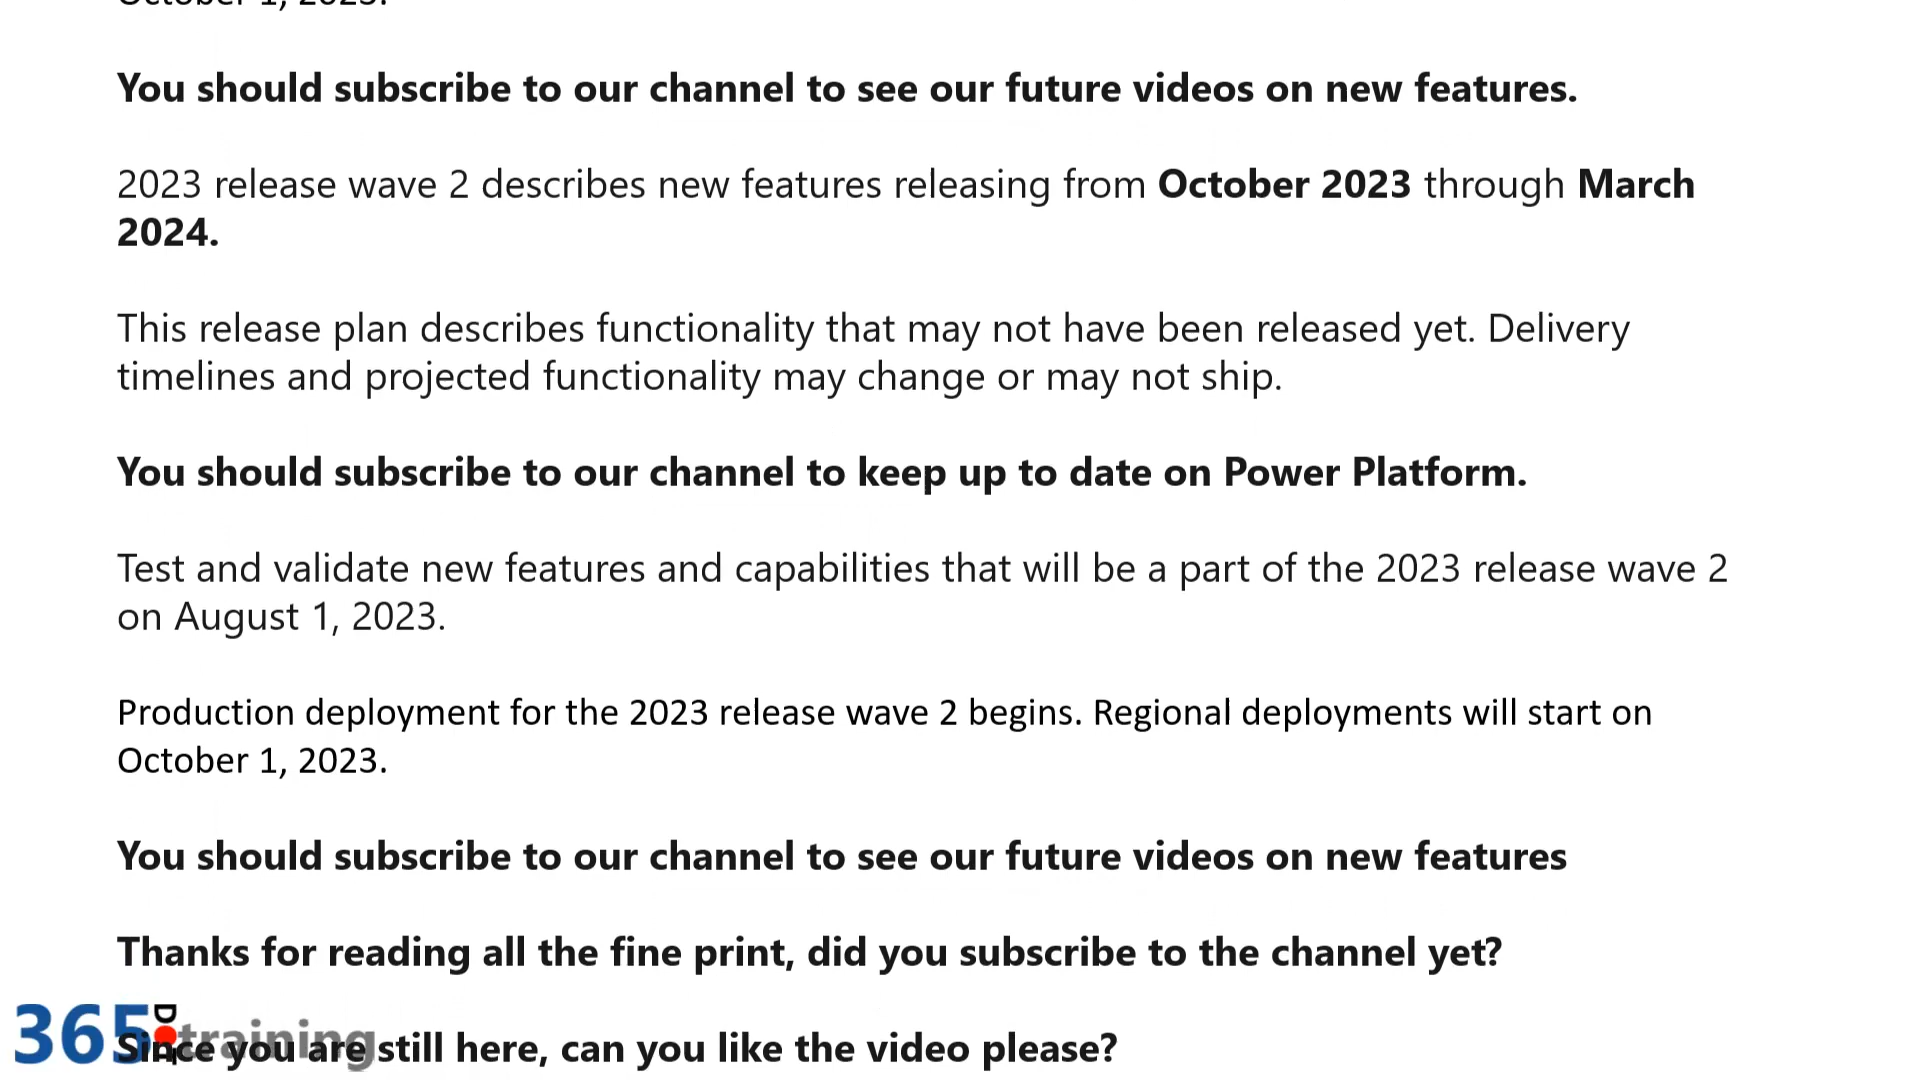 October 1, 2023.
You should subscribe to our channel to see our future videos on new features.
2023 release wave 2 describes new features releasing from October 2023 through March
2024.
This release plan describes functionality that may not have been released yet. Delivery
timelines and projected functionality may change or may not ship.
You should subscribe to our channel to keep up to date on Power Platform.
Test and validate new features and capabilities that will be a part of the 2023 release wave 2
on August 1, 2023.
Production deployment for the 2023 release wave 2 begins. Regional deployments will start on
October 1, 2023.
You should subscribe to our channel to see our future videos on new features
Thanks for reading all the fine print, did you subscribe to the channel yet?
Since you are still here, can you like the video please?
365 training